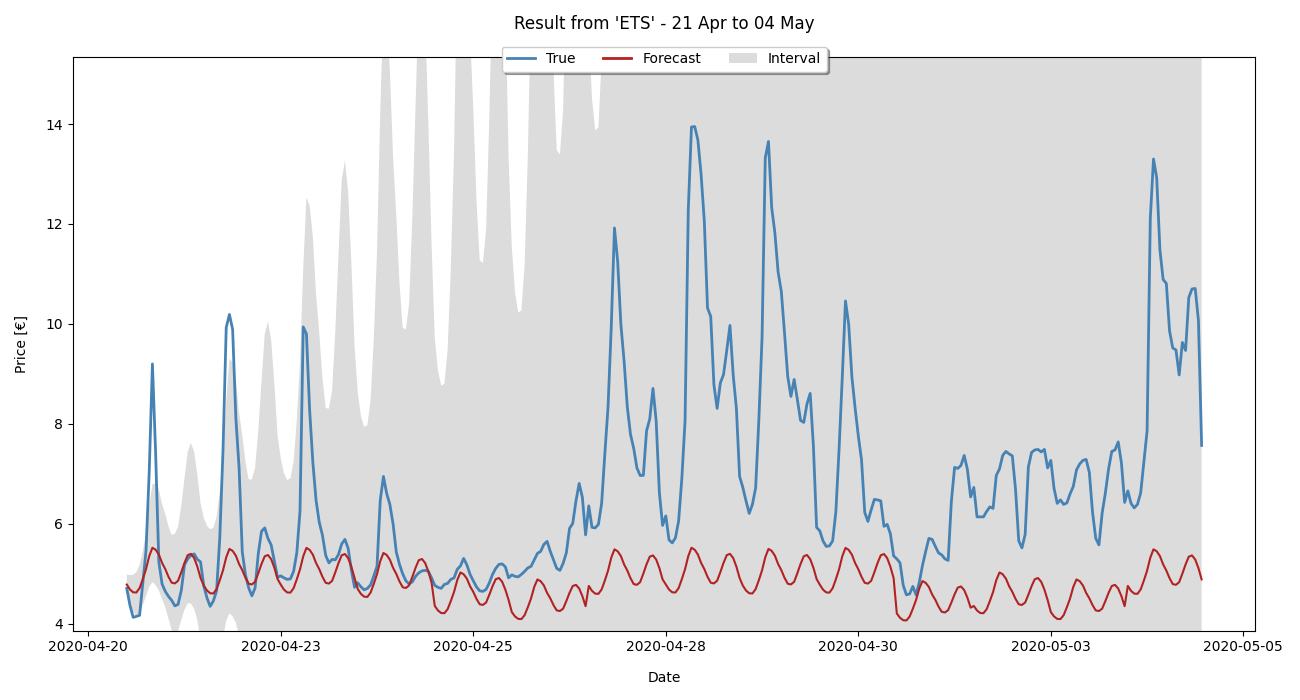 Result from 'ETS' - 21 Apr to 04 May
True Forecast Interval
14
12
10
8
6
4
Price [€]
2020-04-20 2020-04-23 2020-04-25 2020-04-28 2020-04-30 2020-05-03 2020-05-05
Date